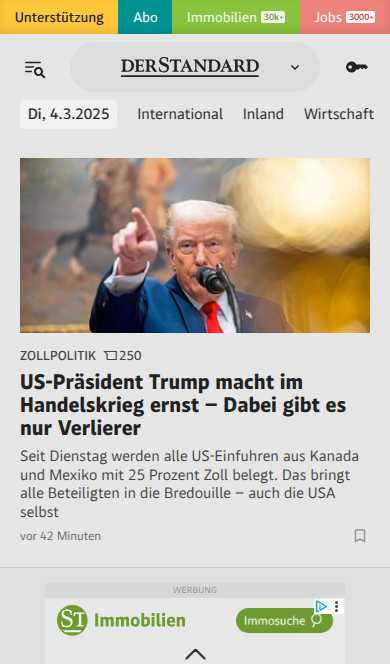 Unterstützung Abo Immobilien 30k+ Jobs 3000+
DERSTANDARD
Di, 4.3.2025 International Inland Wirtschaft
ZOLLPOLITIK 250
US-Präsident Trump macht im
Handelskrieg ernst – Dabei gibt es
nur Verlierer
Seit Dienstag werden alle US-Einfuhren aus Kanada
und Mexiko mit 25 Prozent Zoll belegt. Das bringt
alle Beteiligten in die Bredouille – auch die USA
selbst
vor 42 Minuten
WERBUNG
ST Immobilien Immosuche